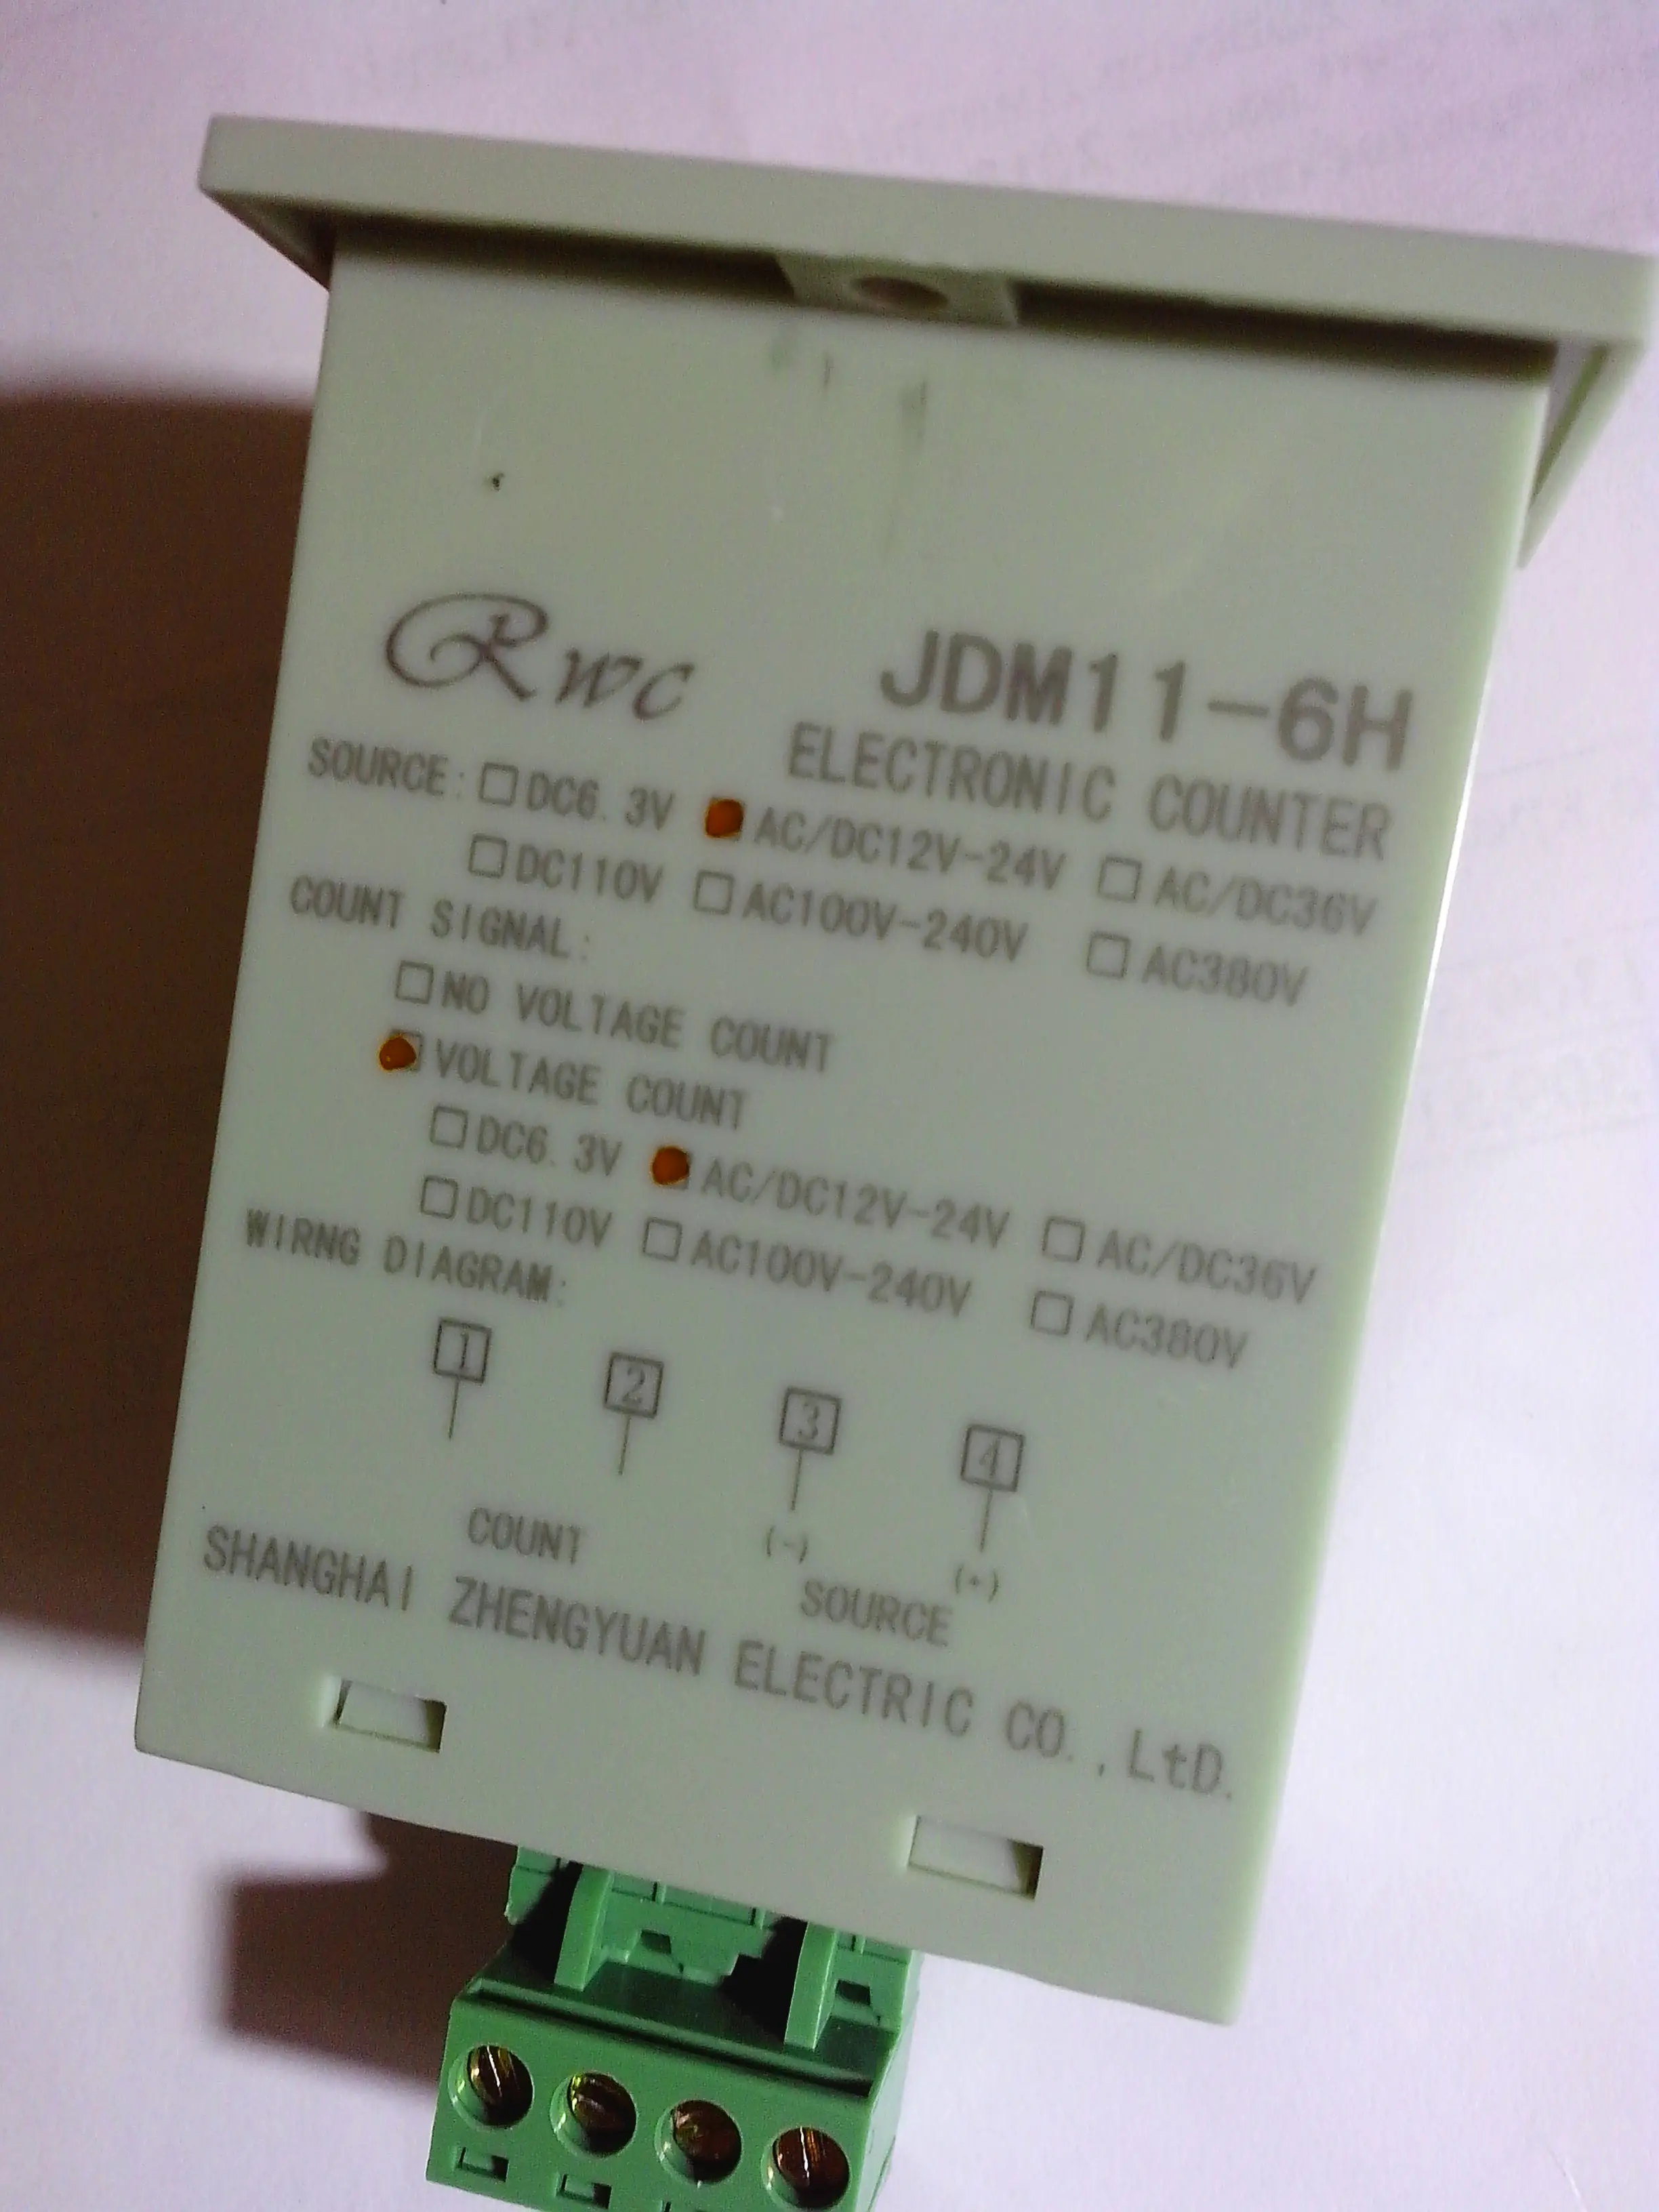 RWC
JDM11-6H
ELECTRONIC COUNTER
SOURCE: □DC6.3V ■AC/DC12V-24V □AC/DC36V
□DC110V □AC100V-240V □AC380V
COUNT SIGNAL:
□NO VOLTAGE COUNT
■VOLTAGE COUNT
□DC6.3V ■AC/DC12V-24V □AC/DC36V
□DC110V □AC100V-240V □AC380V
WIRNG DIAGRAM:
1 2 3 4
(-) (+)
COUNT SOURCE
SHANGHAI ZHENGYUAN ELECTRIC CO.,LtD.